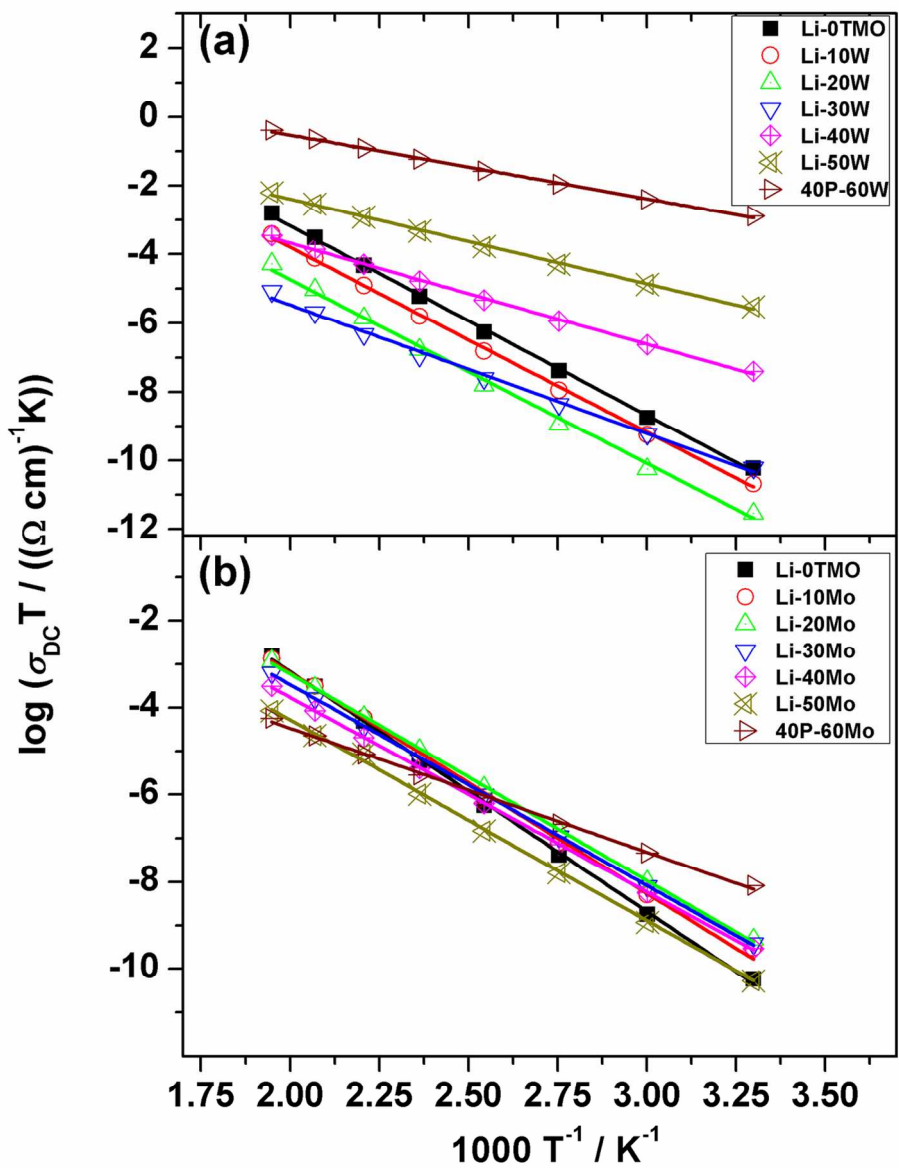 (a)
2
0
-2
-4
-6
-8
-10
-12
Li-0TMO
Li-10W
Li-20W
Li-30W
Li-40W
Li-50W
40P-60W
log (σDC T / ((Ω cm)⁻¹K))
(b)
-2
-4
-6
-8
-10
Li-0TMO
Li-10Mo
Li-20Mo
Li-30Mo
Li-40Mo
Li-50Mo
40P-60Mo
1.75 2.00 2.25 2.50 2.75 3.00 3.25 3.50
1000 T⁻¹ / K⁻¹